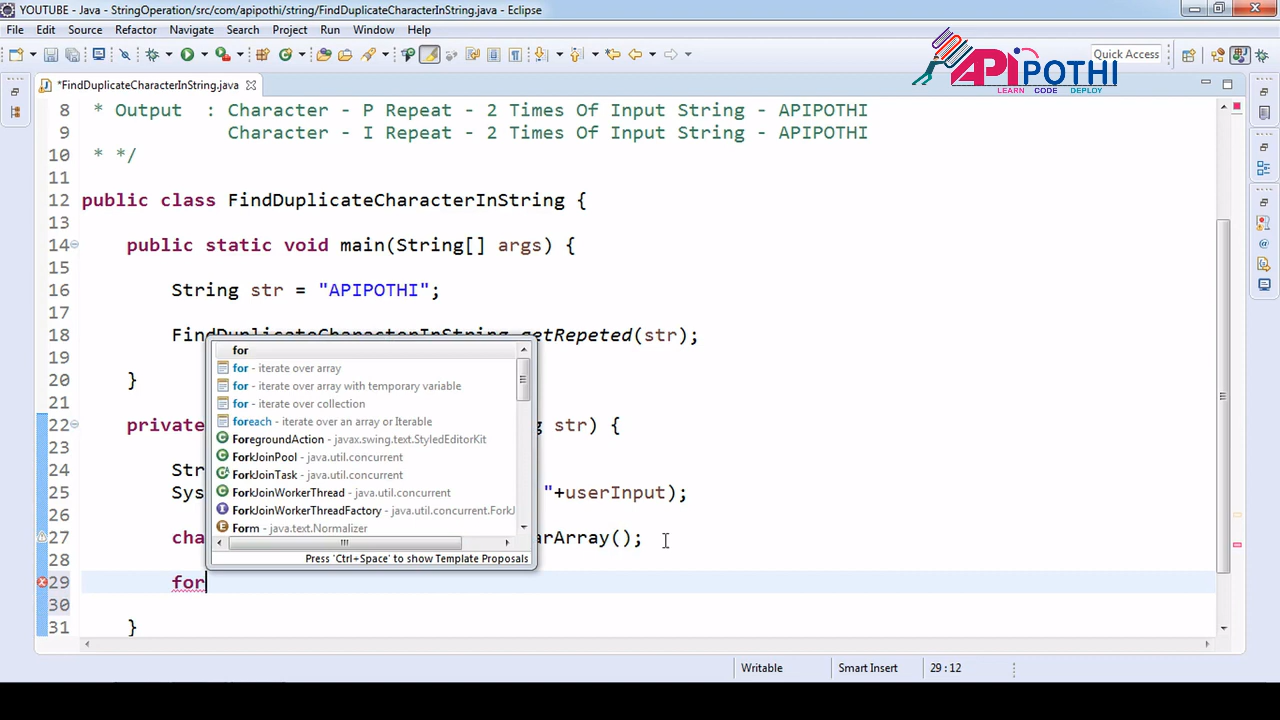 YOUTUBE - Java - StringOperation/src/com/apipothi/string/FindDuplicateCharacterInString.java - Eclipse
File Edit Source Refactor Navigate Search Project Run Window Help
Quick Access
APIPOTHI
LEARN CODE DEPLOY
*FindDuplicateCharacterInString.java
8 * Output : Character - P Repeat - 2 Times Of Input String - APIPOTHI
9 Character - I Repeat - 2 Times Of Input String - APIPOTHI
10 * */
11
12 public class FindDuplicateCharacterInString {
13
14 public static void main(String[] args) {
15
16 String str = "APIPOTHI";
17
18 FindDuplicateCharacterInString.getRepeted(str);
19
20 }
21
22 private str) {
23
24 Str
25 Sys "+userInput);
26
27 cha arArray();
28
29 for
30
31 }
for
for - iterate over array
for - iterate over array with temporary variable
for - iterate over collection
foreach - iterate over an array or Iterable
ForegroundAction - javax.swing.text.StyledEditorKit
ForkJoinPool - java.util.concurrent
ForkJoinTask - java.util.concurrent
ForkJoinWorkerThread - java.util.concurrent
ForkJoinWorkerThreadFactory - java.util.concurrent.ForkJ
Form - java.text.Normalizer
Press 'Ctrl+Space' to show Template Proposals
Writable Smart Insert 29 : 12